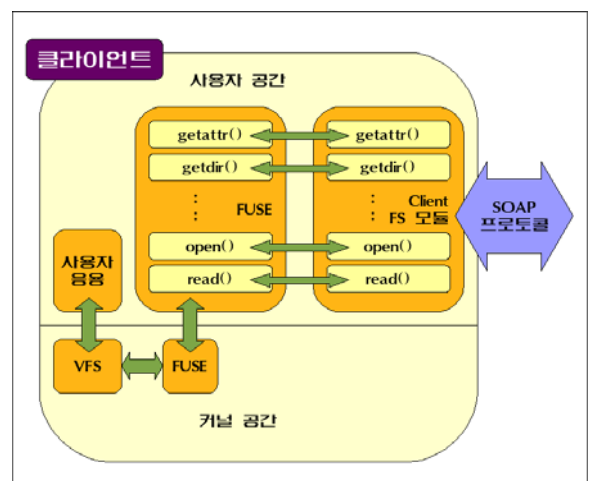 클라이언트
사용자 공간
getattr()
getattr()
getdir()
getdir()
:
:
Client
:
FUSE
:
FS 모듈
SOAP
프로토콜
open()
open()
사용자
응용
read()
read()
VFS
FUSE
커널 공간